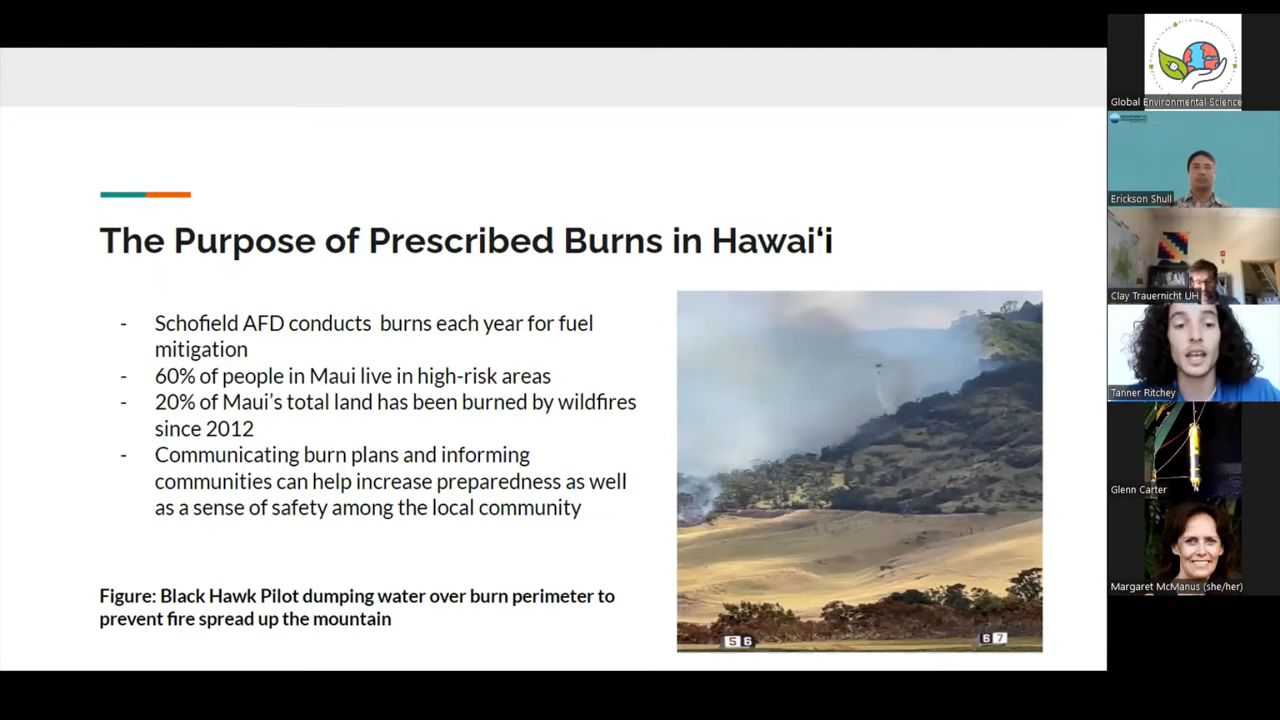 The Purpose of Prescribed Burns in Hawai‘i
- Schofield AFD conducts  burns each year for fuel
mitigation
- 60% of people in Maui live in high-risk areas
- 20% of Maui’s total land has been burned by wildfires
since 2012
- Communicating burn plans and informing
communities can help increase preparedness as well
as a sense of safety among the local community
Figure: Black Hawk Pilot dumping water over burn perimeter to
prevent fire spread up the mountain
56
67
Global Environmental Science
Erickson Shull
Clay Trauernicht UH
Tanner Ritchey
Glenn Carter
Margaret McManus (she/her)